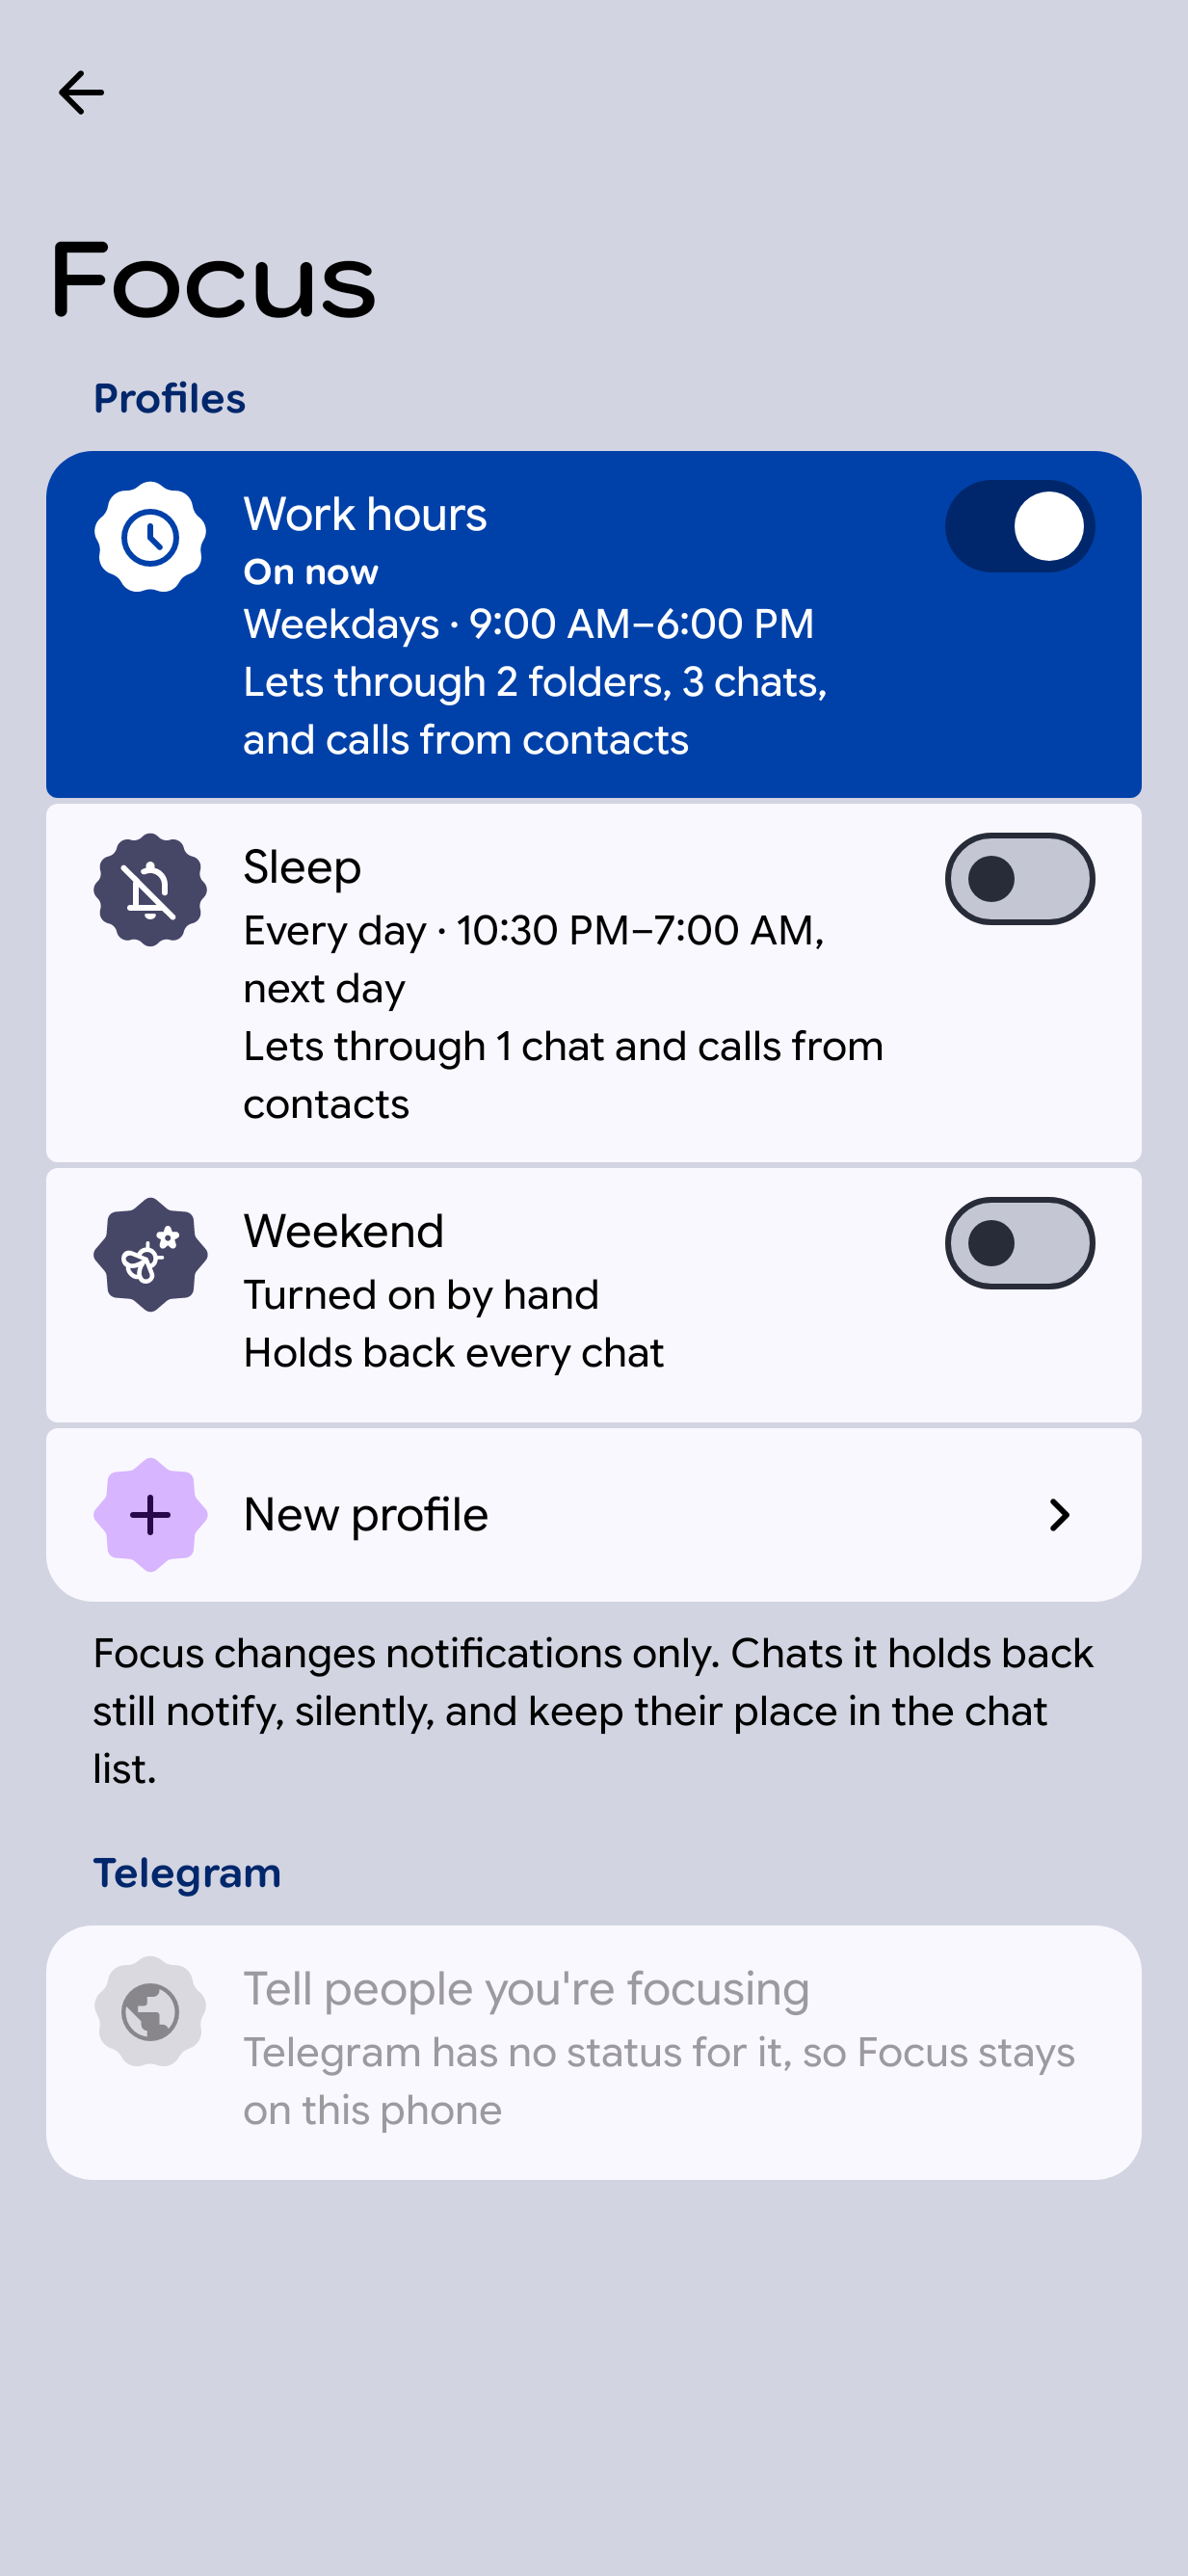 Focus
Profiles
Work hours
On now
Weekdays · 9:00 AM–6:00 PM
Lets through 2 folders, 3 chats,
and calls from contacts
Sleep
Every day · 10:30 PM–7:00 AM,
next day
Lets through 1 chat and calls from
contacts
Weekend
Turned on by hand
Holds back every chat
New profile
Focus changes notifications only. Chats it holds back
still notify, silently, and keep their place in the chat
list.
Telegram
Tell people you're focusing
Telegram has no status for it, so Focus stays
on this phone